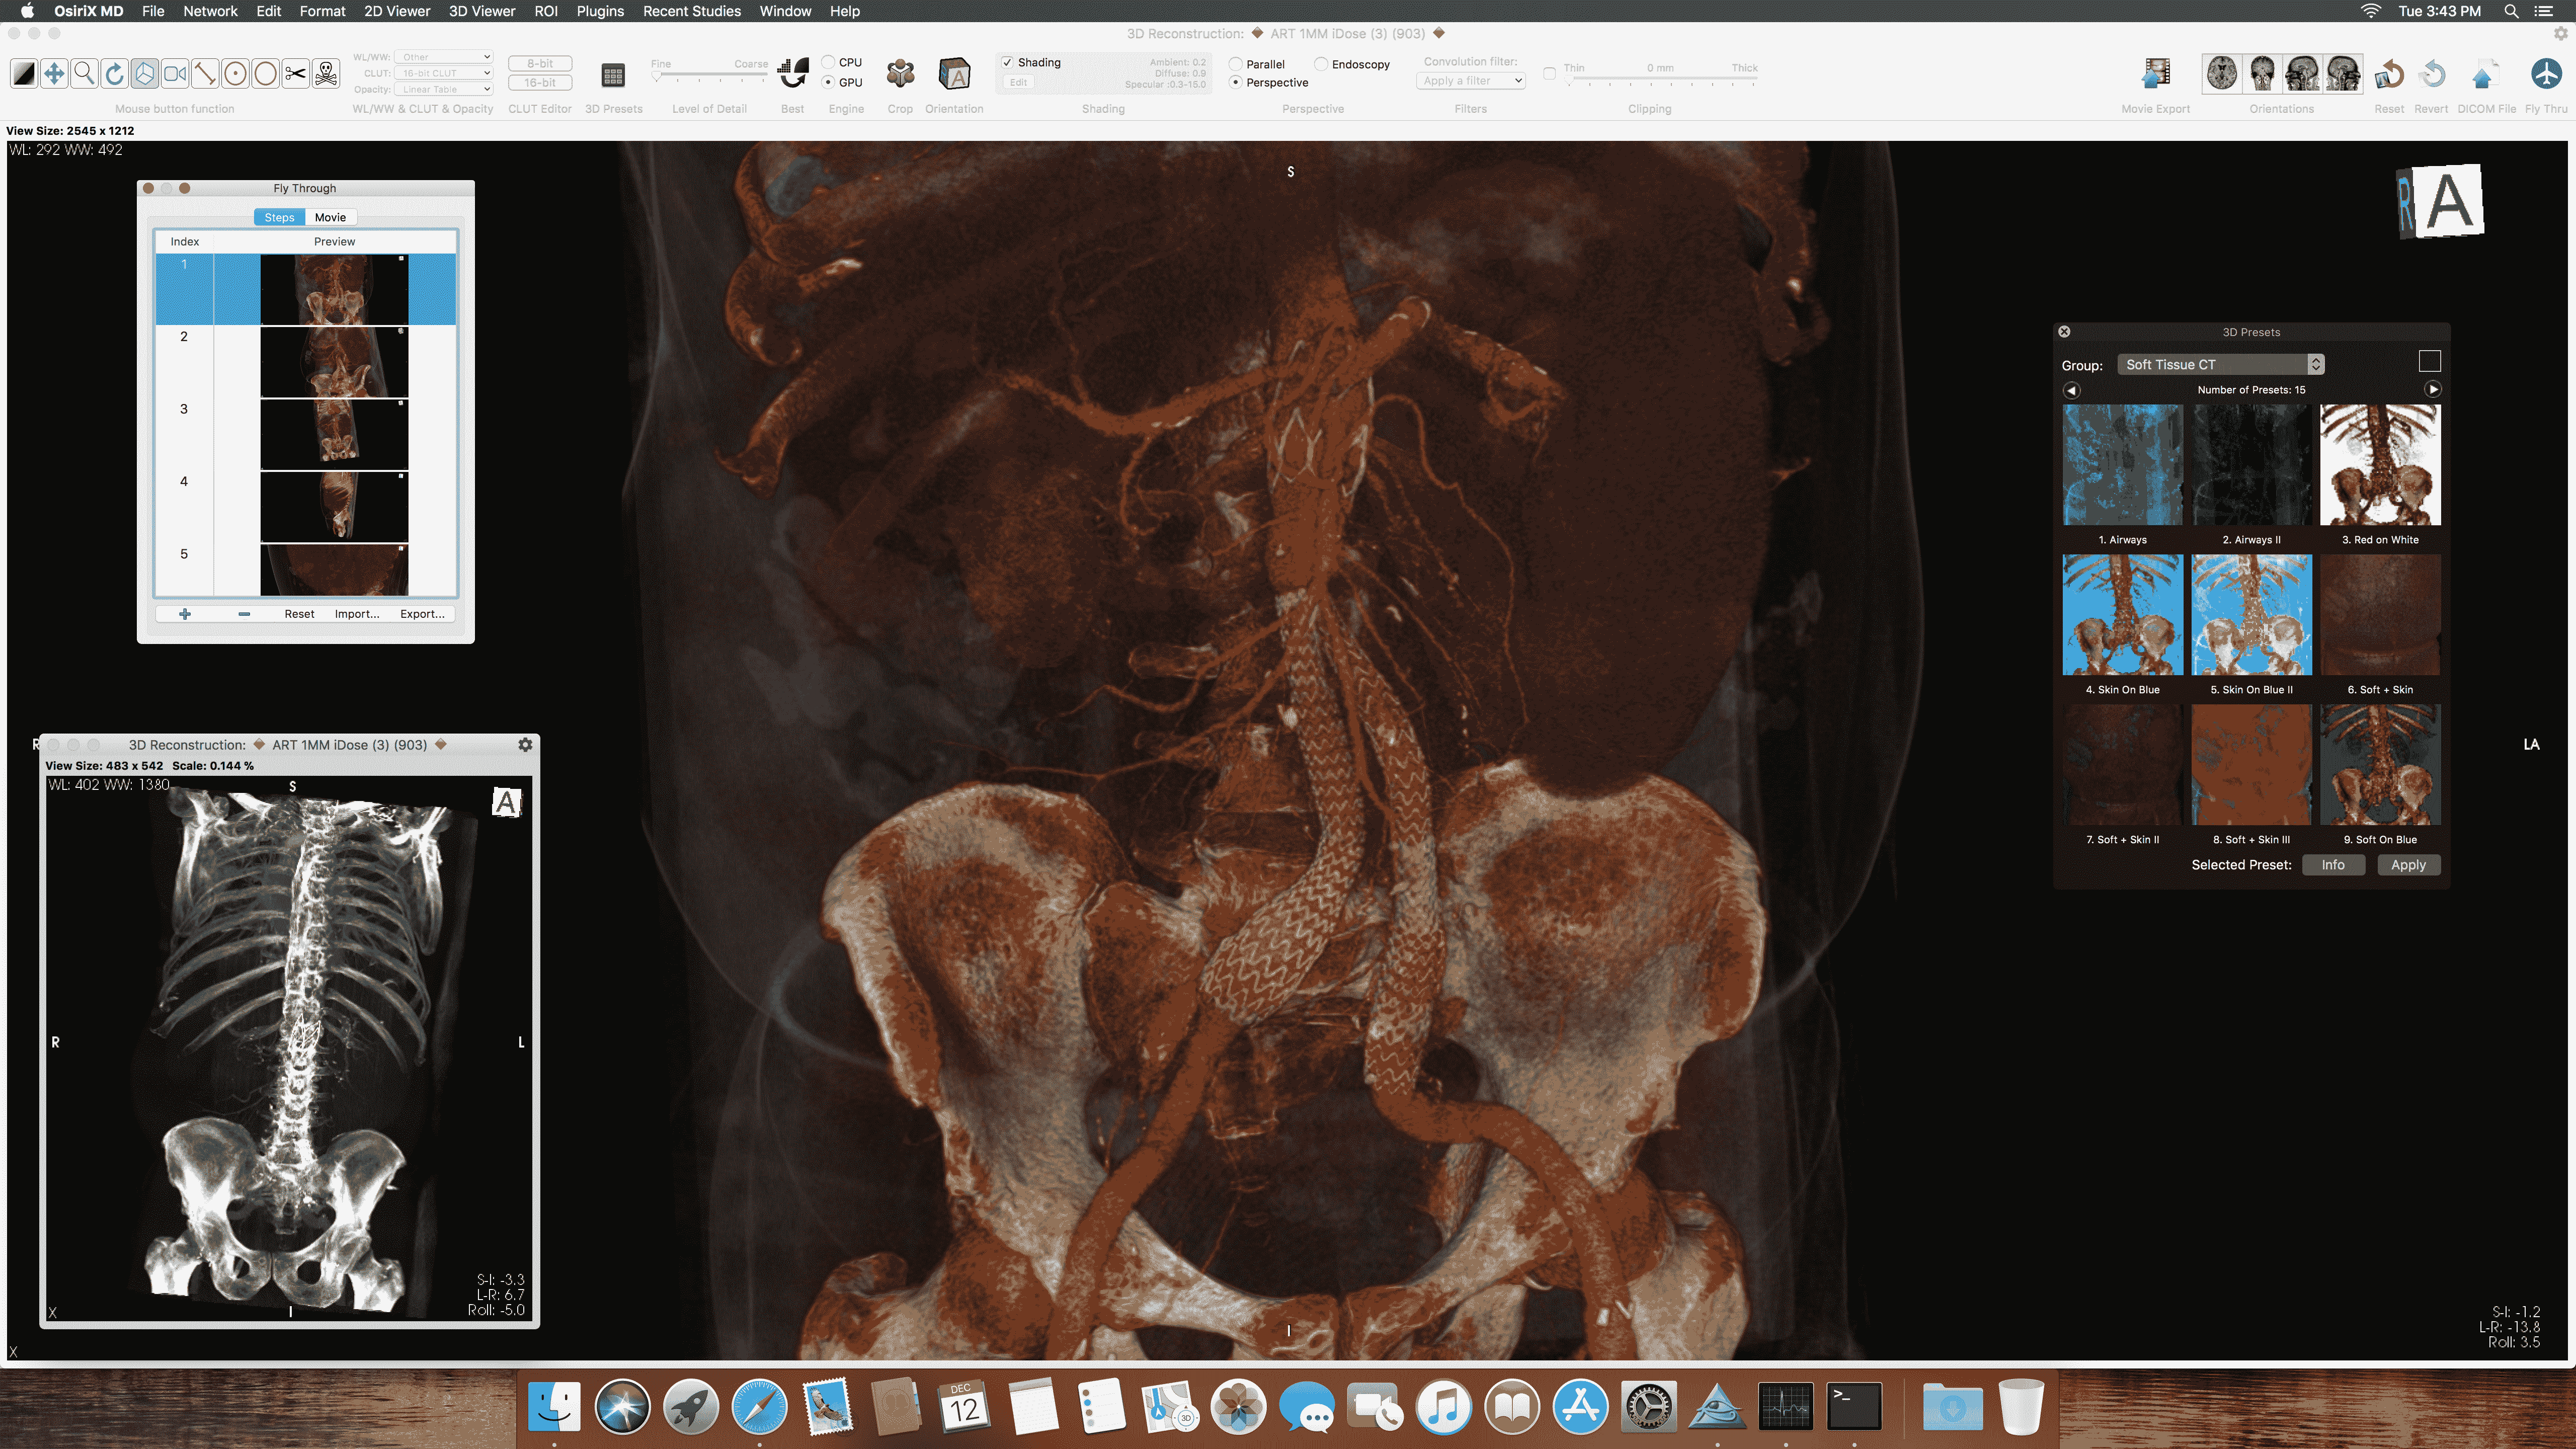 OsiriX MD File Network Edit Format 2D Viewer 3D Viewer ROI Plugins Recent Studies Window Help Tue 3:43 PM
3D Reconstruction: ART 1MM iDose (3) (903)
WL/WW: Other
CLUT: 16-bit CLUT
Opacity: Linear Table
8-bit
16-bit
Fine Coarse
CPU
GPU
A
Shading
Edit
Ambient: 0.2
Diffuse: 0.9
Specular :0.3-15.0
Parallel Endoscopy
Perspective
Convolution filter:
Apply a filter
Thin 0 mm Thick
Mouse button function WL/WW & CLUT & Opacity CLUT Editor 3D Presets Level of Detail Best Engine Crop Orientation Shading Perspective Filters Clipping Movie Export Orientations Reset Revert DICOM File Fly Thru
View Size: 2545 x 1212
WL: 292 WW: 492
S
R A
Fly Through
Steps Movie
Index Preview
1
2
3
4
5
Reset Import... Export...
3D Presets
Group: Soft Tissue CT
Number of Presets: 15
1. Airways 2. Airways II 3. Red on White
4. Skin On Blue 5. Skin On Blue II 6. Soft + Skin
7. Soft + Skin II 8. Soft + Skin III 9. Soft On Blue
Selected Preset: Info Apply
R
LA
3D Reconstruction: ART 1MM iDose (3) (903)
View Size: 483 x 542 Scale: 0.144 %
WL: 402 WW: 1380
S
A
R L
S-I: -3.3
L-R: 6.7
Roll: -5.0
X I
I
S-I: -1.2
L-R: -13.8
Roll: 3.5
X
DEC
12
3D
>_